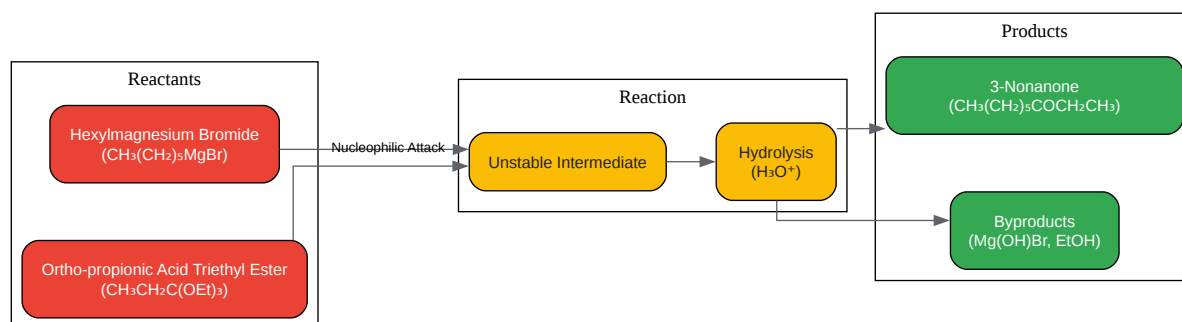 Reactants
Hexylmagnesium Bromide
(CH₃(CH₂)₅MgBr)
Ortho-propionic Acid Triethyl Ester
(CH₃CH₂C(OEt)₃)
Nucleophilic Attack
Reaction
Unstable Intermediate
Hydrolysis
(H₃O⁺)
Products
3-Nonanone
(CH₃(CH₂)₅COCH₂CH₃)
Byproducts
(Mg(OH)Br, EtOH)